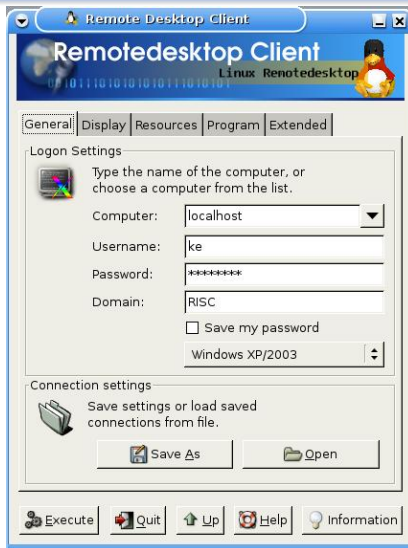 Remote Desktop Client
Remotedesktop Client
Linux Remotedesktop
General Display Resources Program Extended
Logon Settings
Type the name of the computer, or
choose a computer from the list.
Computer: localhost
Username: ke
Password: ********
Domain: RISC
Save my password
Windows XP/2003
Connection settings
Save settings or load saved
connections from file.
Save As Open
Execute Quit Up Help Information